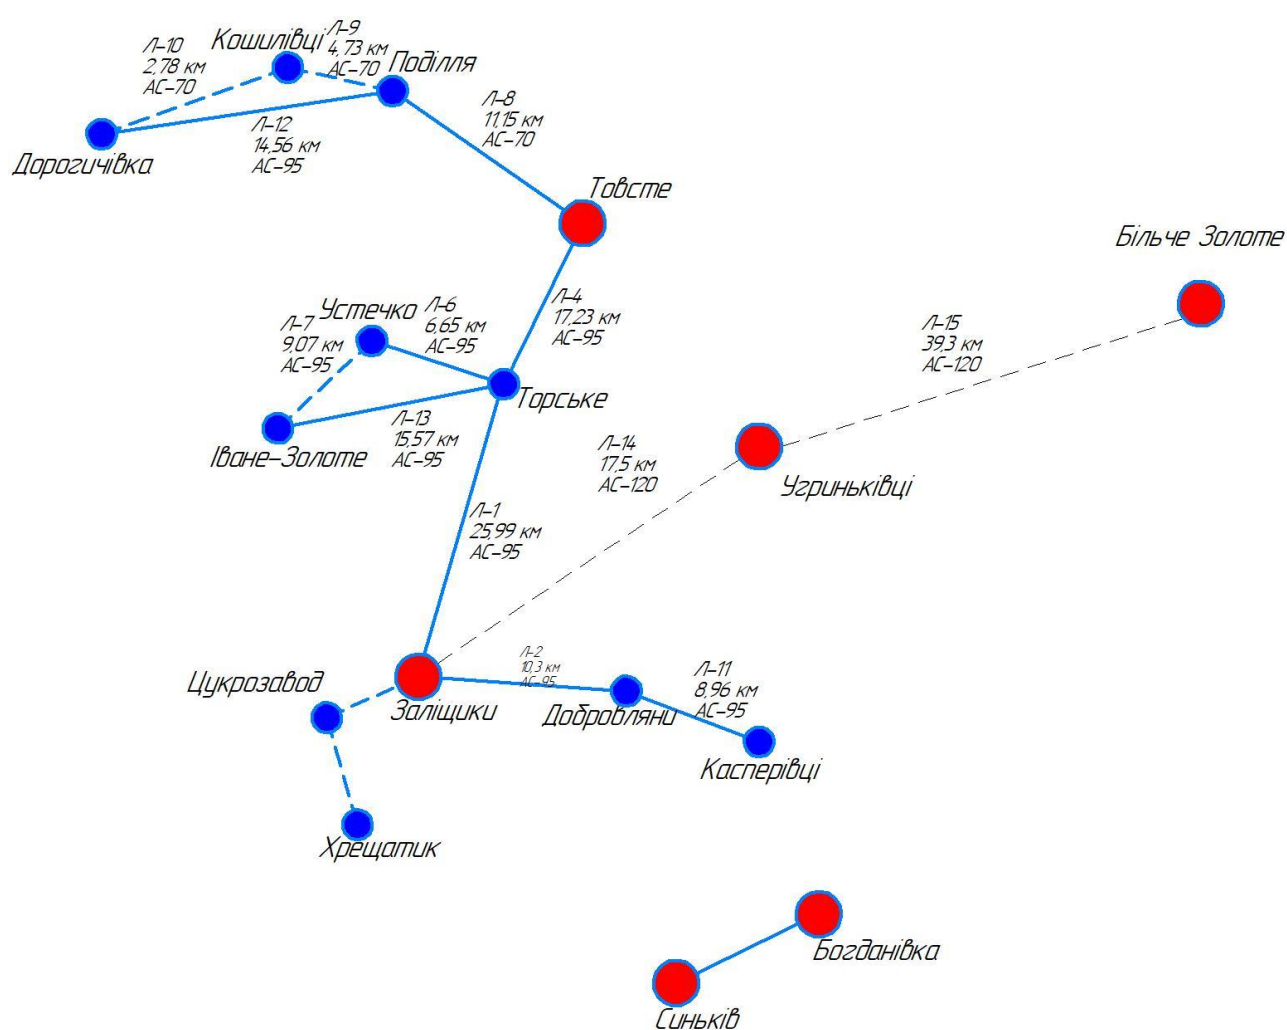 Л-10
2,78 км
АС-70
Кошилівці
Л-9
4,73 км
АС-70
Поділля
Л-12
14,56 км
АС-95
Дорогичівка
Л-8
11,15 км
АС-70
Товсте
Більче Золоте
Л-7
9,07 км
АС-95
Устечко
Л-6
6,65 км
АС-95
Л-4
17,23 км
АС-95
Л-15
39,3 км
АС-120
Торське
Л-13
15,57 км
АС-95
Іване-Золоте
Л-14
17,5 км
АС-120
Угриньківці
Л-1
25,99 км
АС-95
Цукрозавод
Заліщики
Л-2
10,3 км
АС-95
Добровляни
Л-11
8,96 км
АС-95
Касперівці
Хрещатик
Богданівка
Синьків